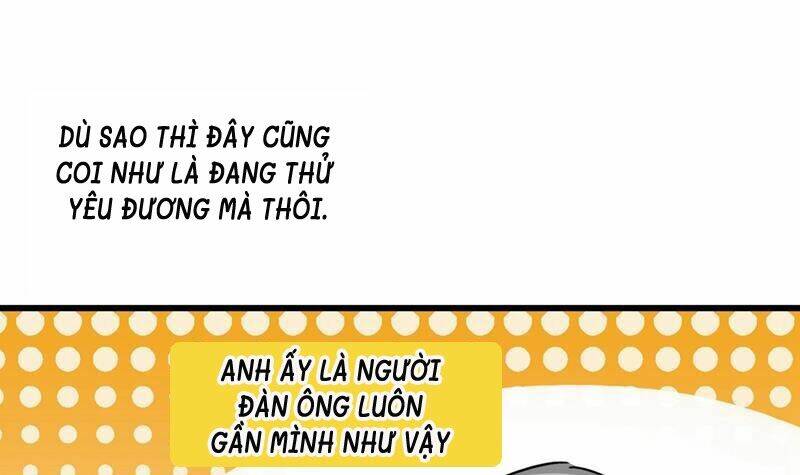 DÙ SAO THÌ ĐÂY CŨNG
COI NHƯ LÀ ĐANG THỬ
YÊU ĐƯƠNG MÀ THÔI.
ANH ẤY LÀ NGƯỜI
ĐÀN ÔNG LUÔN
GẦN MÌNH NHƯ VẬY